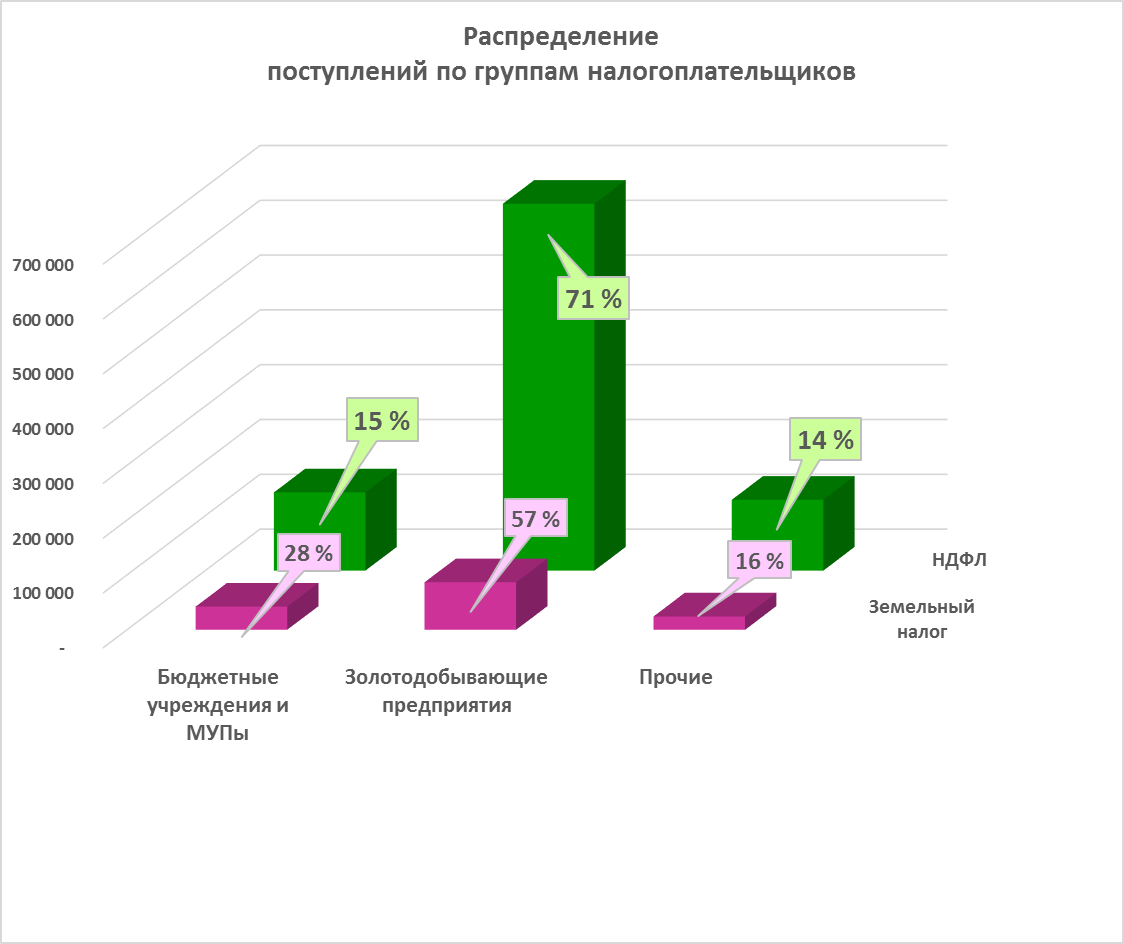 Распределение
поступлений по группам налогоплательщиков
700 000
600 000
500 000
400 000
300 000
200 000
100 000
-
71 %
15 %
14 %
57 %
28 %
16 %
НДФЛ
Земельный
налог
Бюджетные
учреждения и
МУПы
Золотодобывающие
предприятия
Прочие